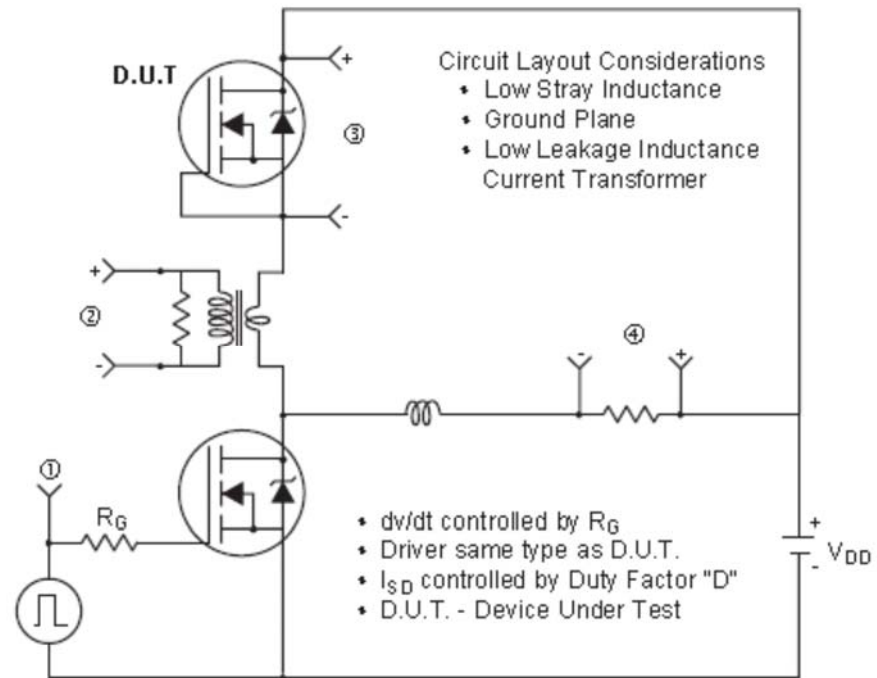 D.U.T
+
③
-
Circuit Layout Considerations
• Low Stray Inductance
• Ground Plane
• Low Leakage Inductance
Current Transformer
+
②
-
④
- +
①
R_G
• dv/dt controlled by R_G
• Driver same type as D.U.T.
• I_SD controlled by Duty Factor "D"
• D.U.T. - Device Under Test
+
V_DD
-